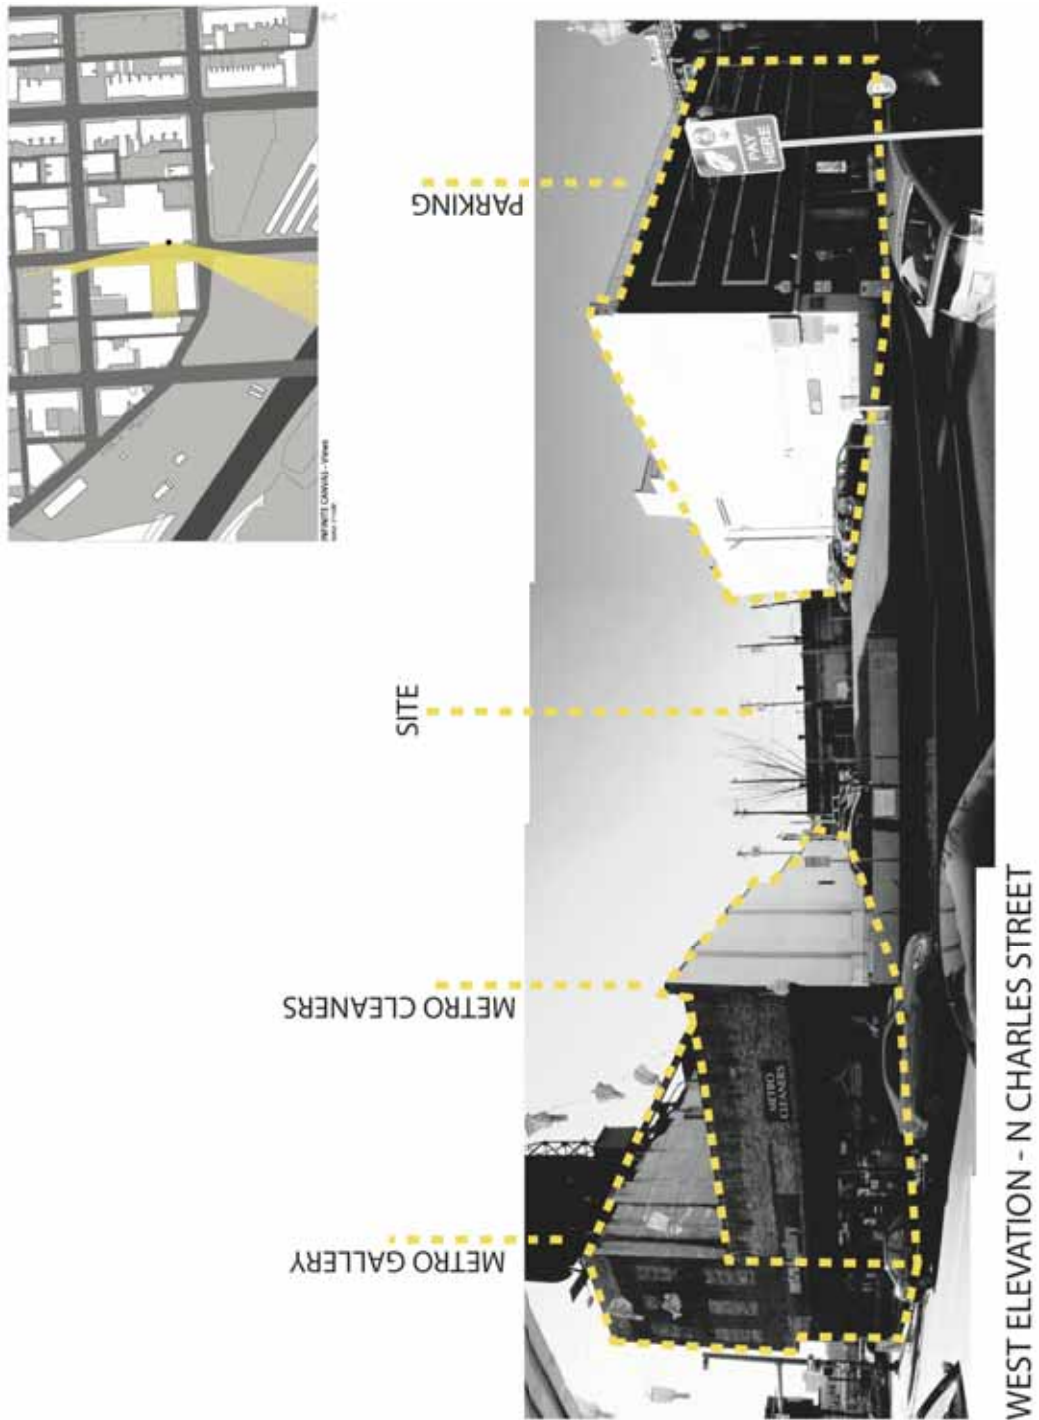 INFINITE CANVAS - Views
METRO GALLERY
METRO CLEANERS
SITE
PARKING
METRO
CLEANERS
PAY
HERE
WEST ELEVATION - N CHARLES STREET